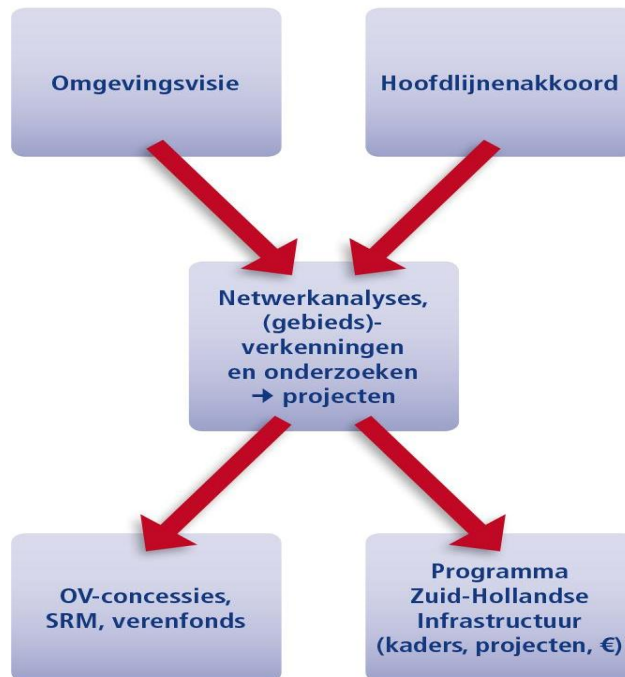 Omgevingsvisie
Hoofdlijnenakkoord
Netwerkanalyses,
(gebieds)-
verkenningen
en onderzoeken
→ projecten
OV-concessies,
SRM, verenfonds
Programma
Zuid-Hollandse
Infrastructuur
(kaders, projecten, €)